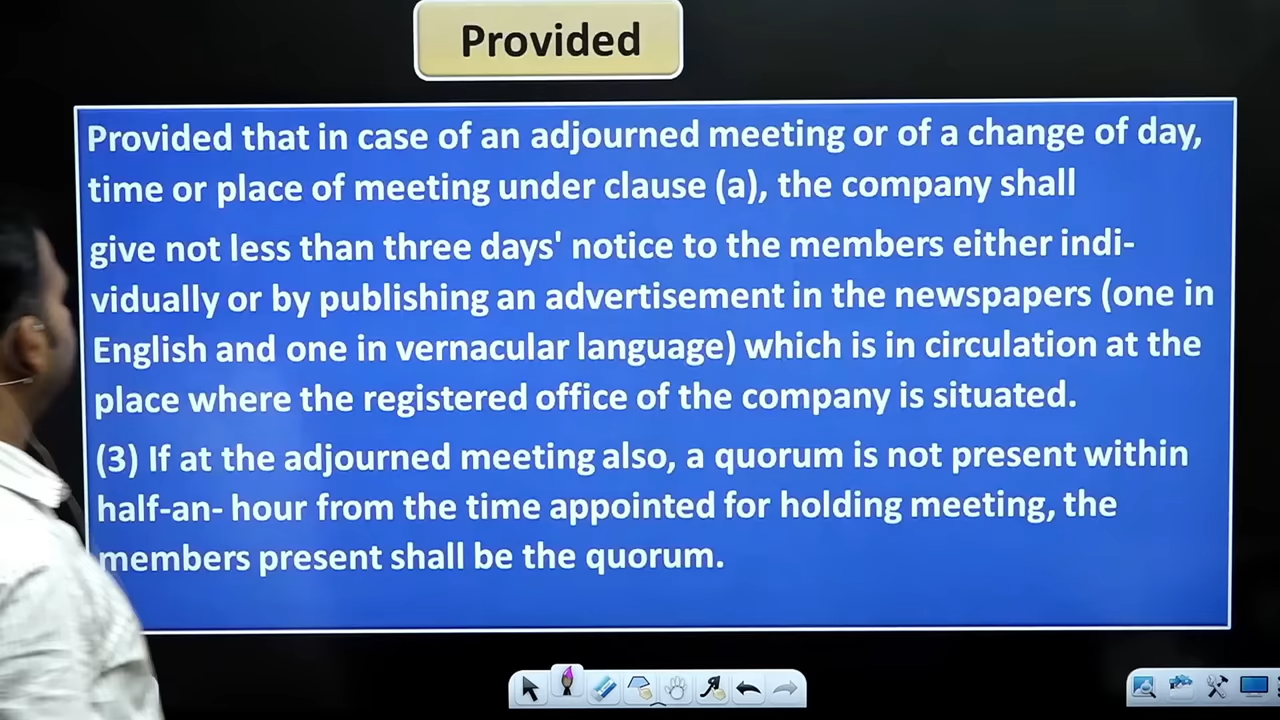 Provided
Provided that in case of an adjourned meeting or of a change of day,
time or place of meeting under clause (a), the company shall
give not less than three days' notice to the members either indi-
vidually or by publishing an advertisement in the newspapers (one in
English and one in vernacular language) which is in circulation at the
place where the registered office of the company is situated.
(3) If at the adjourned meeting also, a quorum is not present within
half-an- hour from the time appointed for holding meeting, the
members present shall be the quorum.